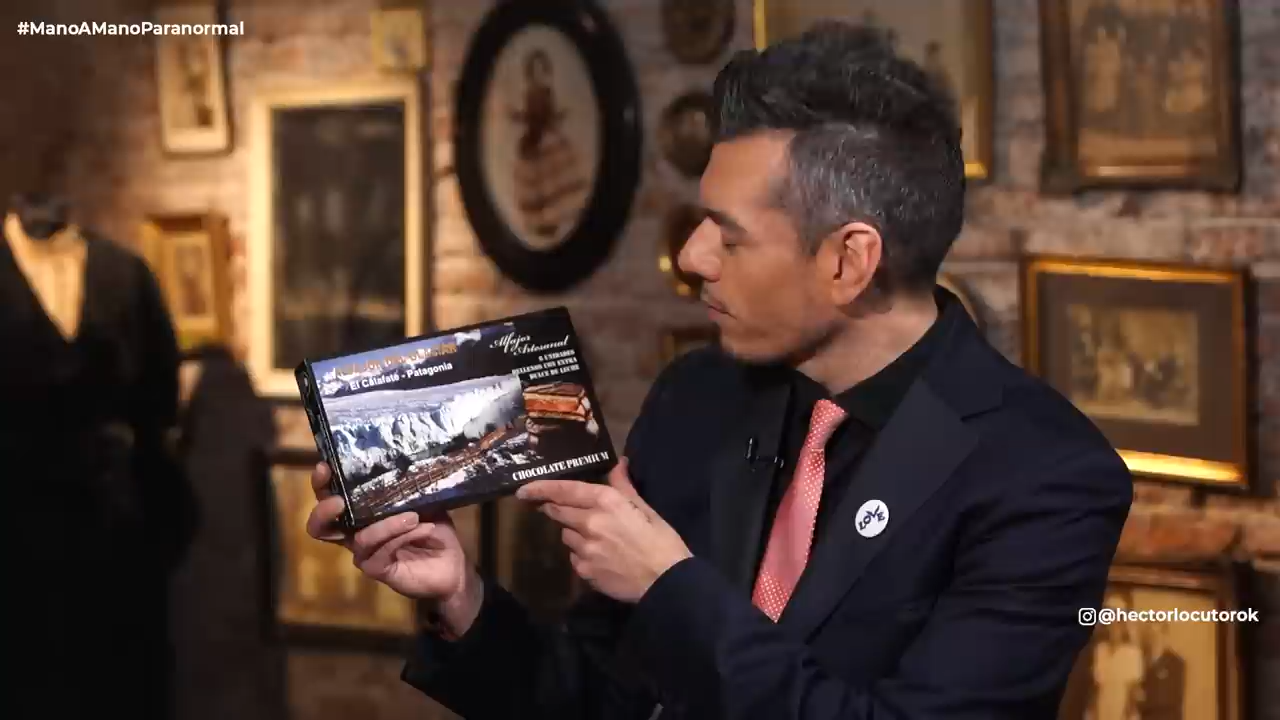 #ManoAManoParanormal
El Calafate - Patagonia
Alfajor
Artesanal
6 UNIDADES
RELLENOS CON EXTRA
DULCE DE LECHE
CHOCOLATE PREMIUM
LOVE
@hectorlocutorok